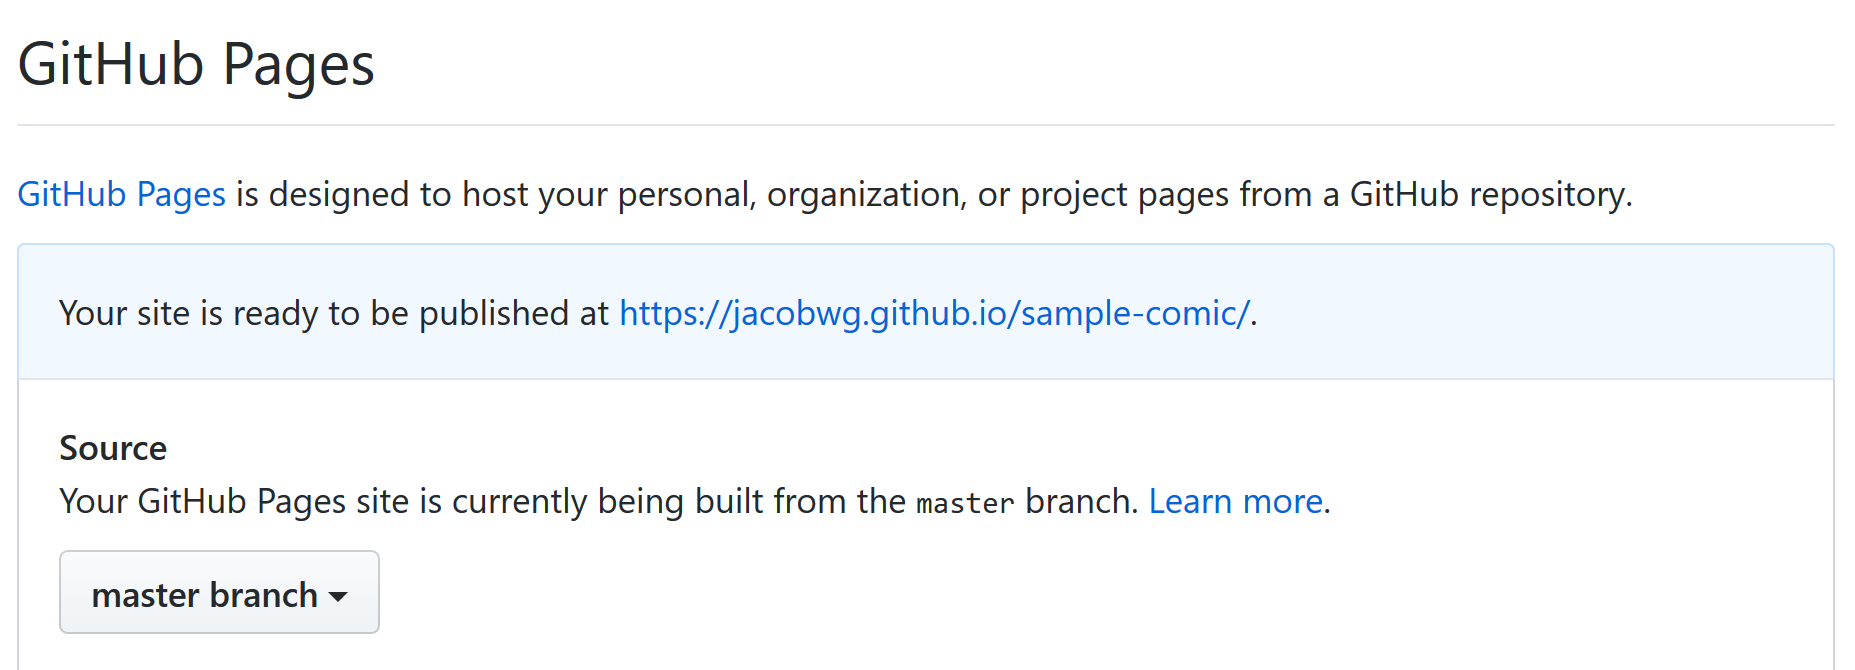 GitHub Pages
GitHub Pages is designed to host your personal, organization, or project pages from a GitHub repository.
Your site is ready to be published at https://jacobwg.github.io/sample-comic/.
Source
Your GitHub Pages site is currently being built from the master branch. Learn more.
master branch